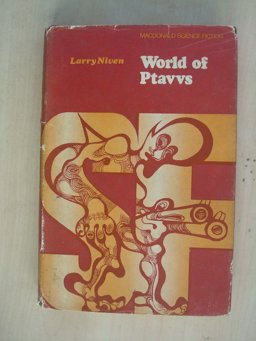 MACDONALD SCIENCE FICTION
Larry Niven
World of
Ptavvs
SF